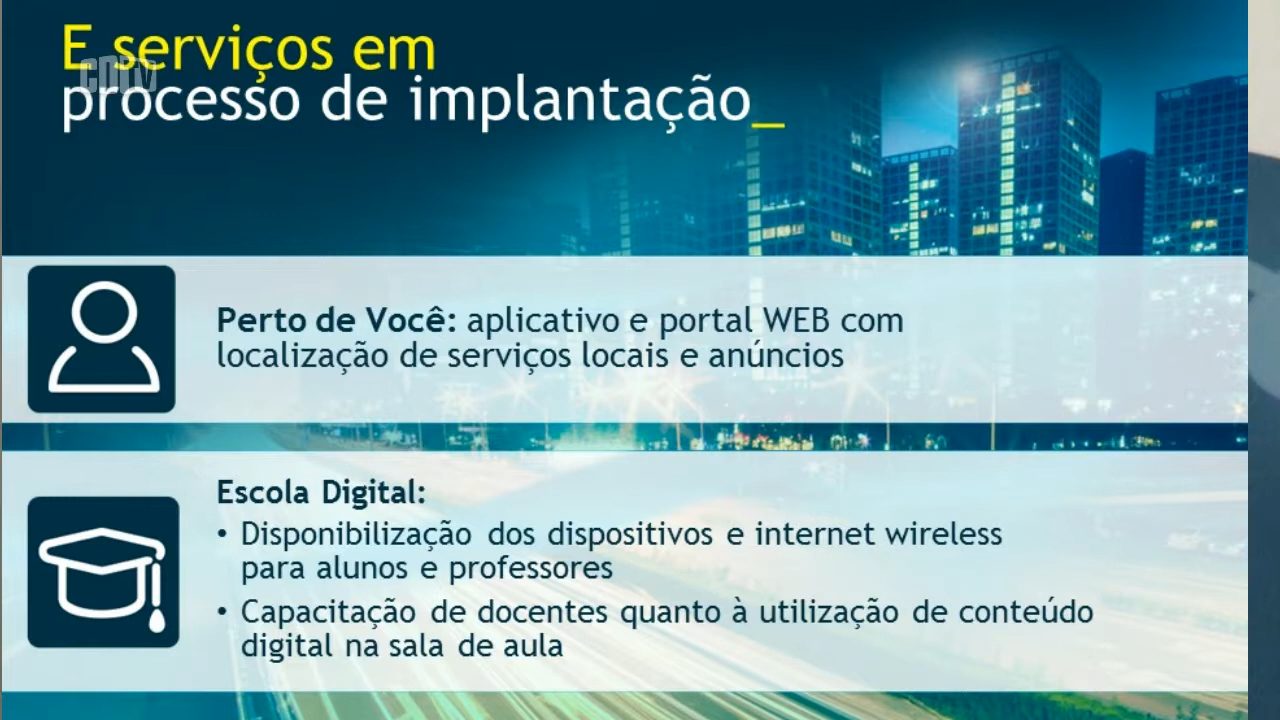 E serviços em
processo de implantação_
Perto de Você: aplicativo e portal WEB com
localização de serviços locais e anúncios
Escola Digital:
• Disponibilização dos dispositivos e internet wireless
para alunos e professores
• Capacitação de docentes quanto à utilização de conteúdo
digital na sala de aula